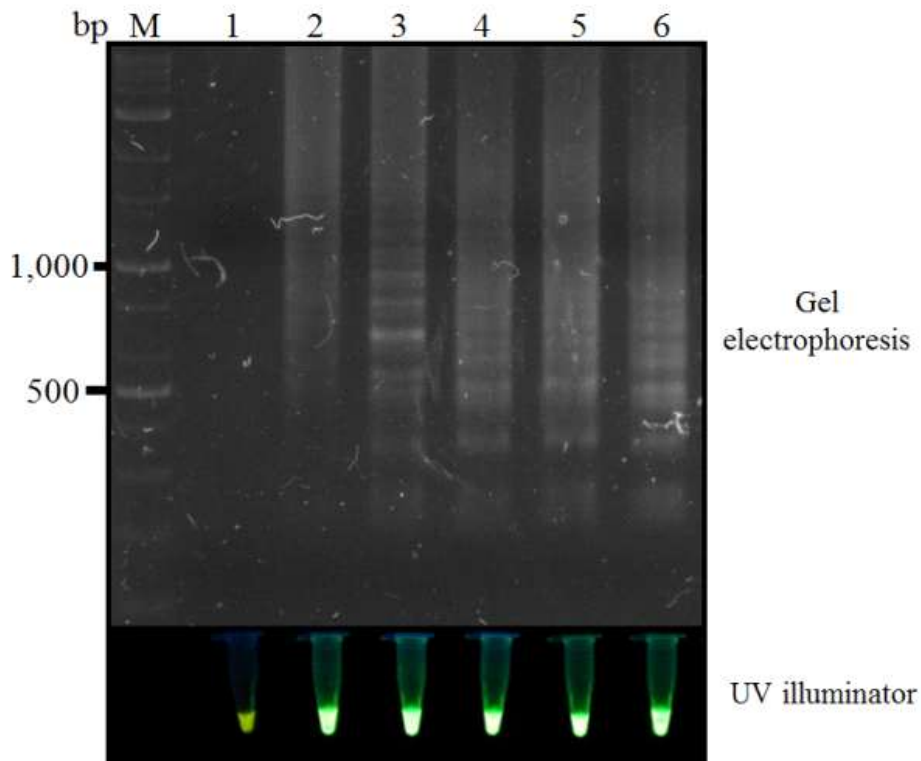 bp M 1 2 3 4 5 6
1,000
500
Gel
electrophoresis
UV illuminator